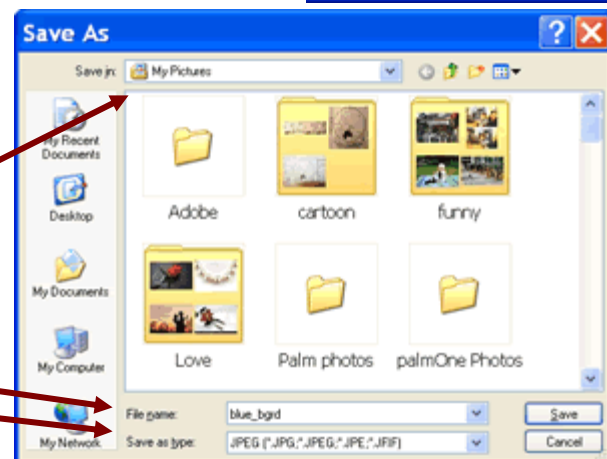 Save As
Save in: My Pictures
My Recent Documents
Desktop
My Documents
My Computer
My Network
Adobe
cartoon
funny
Love
Palm photos
palmOne Photos
File name: blue_bgrd
Save
Save as type: JPEG (*.JPG;*.JPEG;*.JPE;*.JFIF)
Cancel